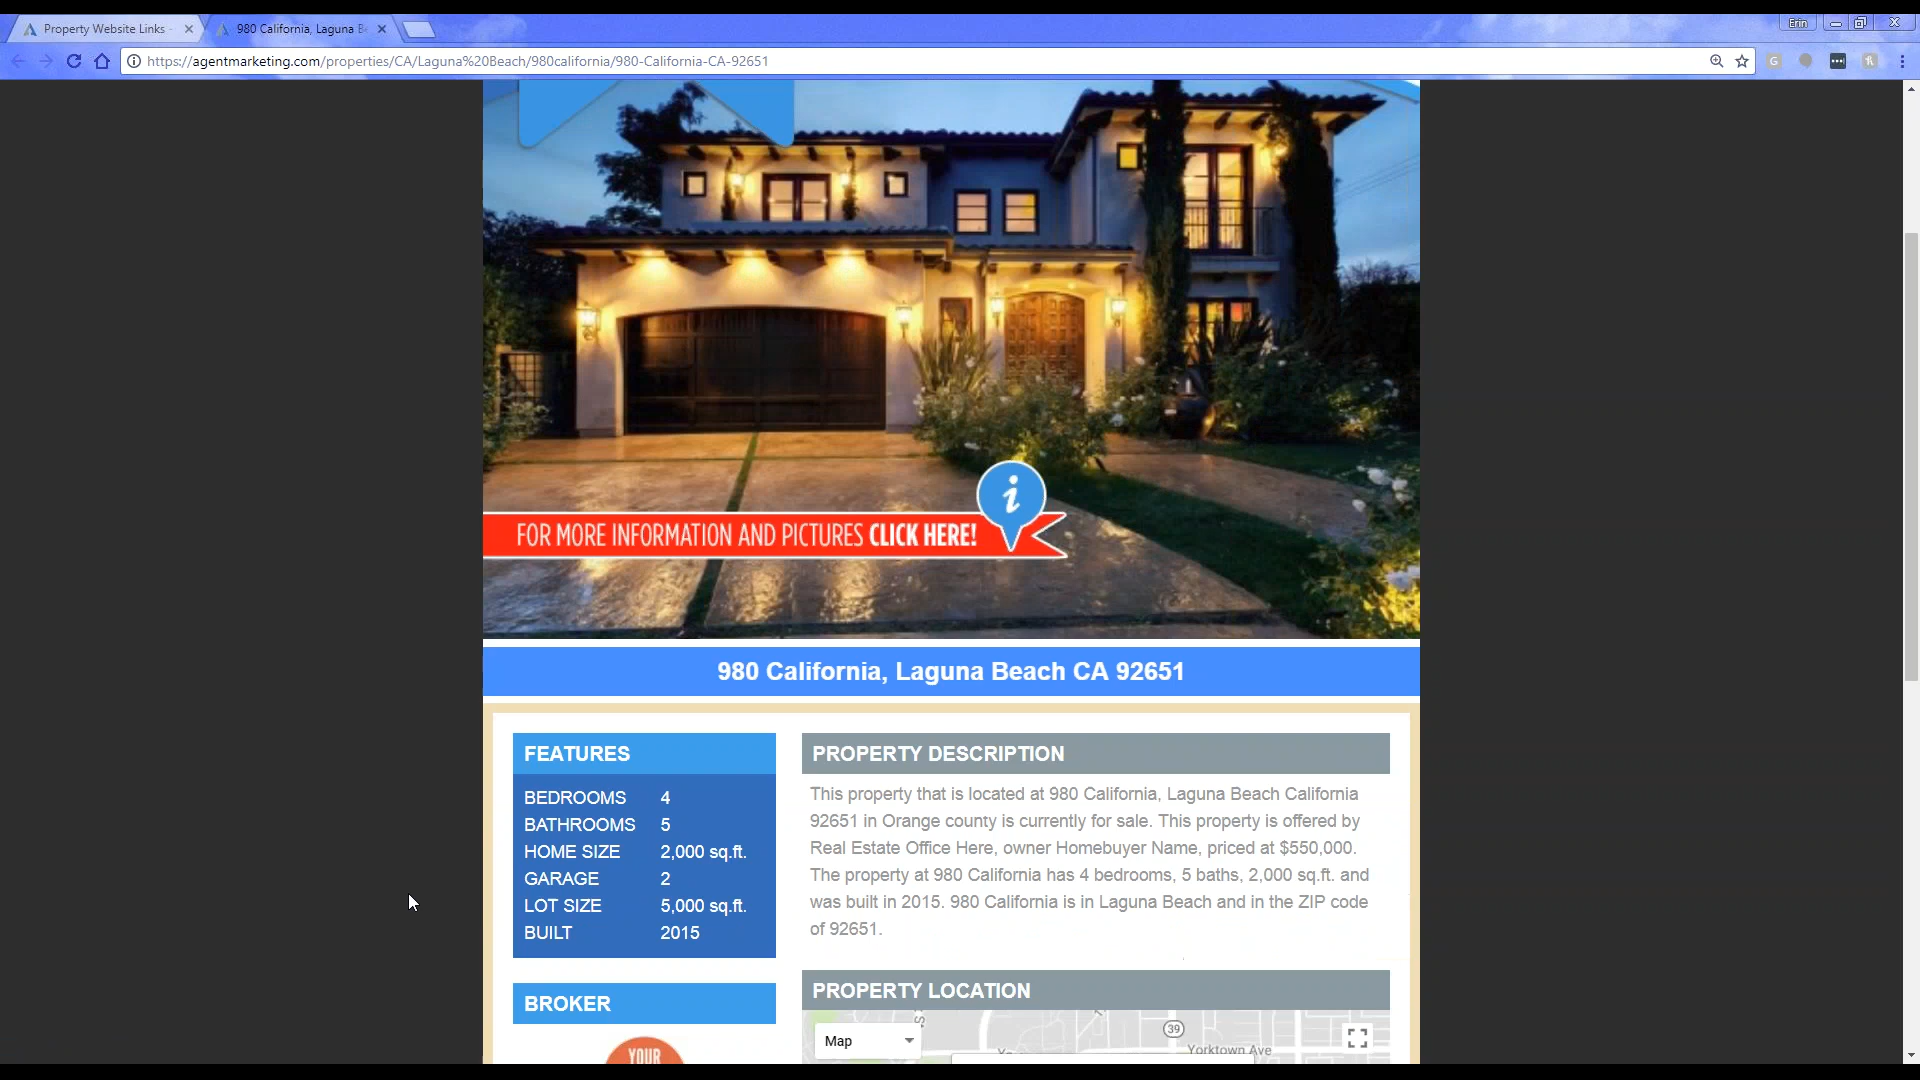 Property Website Links
980 California, Laguna B
Erin
https://agentmarketing.com/properties/CA/Laguna%20Beach/980california/980-California-CA-92651
G
i
FOR MORE INFORMATION AND PICTURES CLICK HERE!
980 California, Laguna Beach CA 92651
FEATURES
BEDROOMS 4
BATHROOMS 5
HOME SIZE 2,000 sq.ft.
GARAGE 2
LOT SIZE 5,000 sq.ft.
BUILT 2015
BROKER
YOUR
PROPERTY DESCRIPTION
This property that is located at 980 California, Laguna Beach California
92651 in Orange county is currently for sale. This property is offered by
Real Estate Office Here, owner Homebuyer Name, priced at $550,000.
The property at 980 California has 4 bedrooms, 5 baths, 2,000 sq.ft. and
was built in 2015. 980 California is in Laguna Beach and in the ZIP code
of 92651.
PROPERTY LOCATION
Map
39
Yorktown Ave